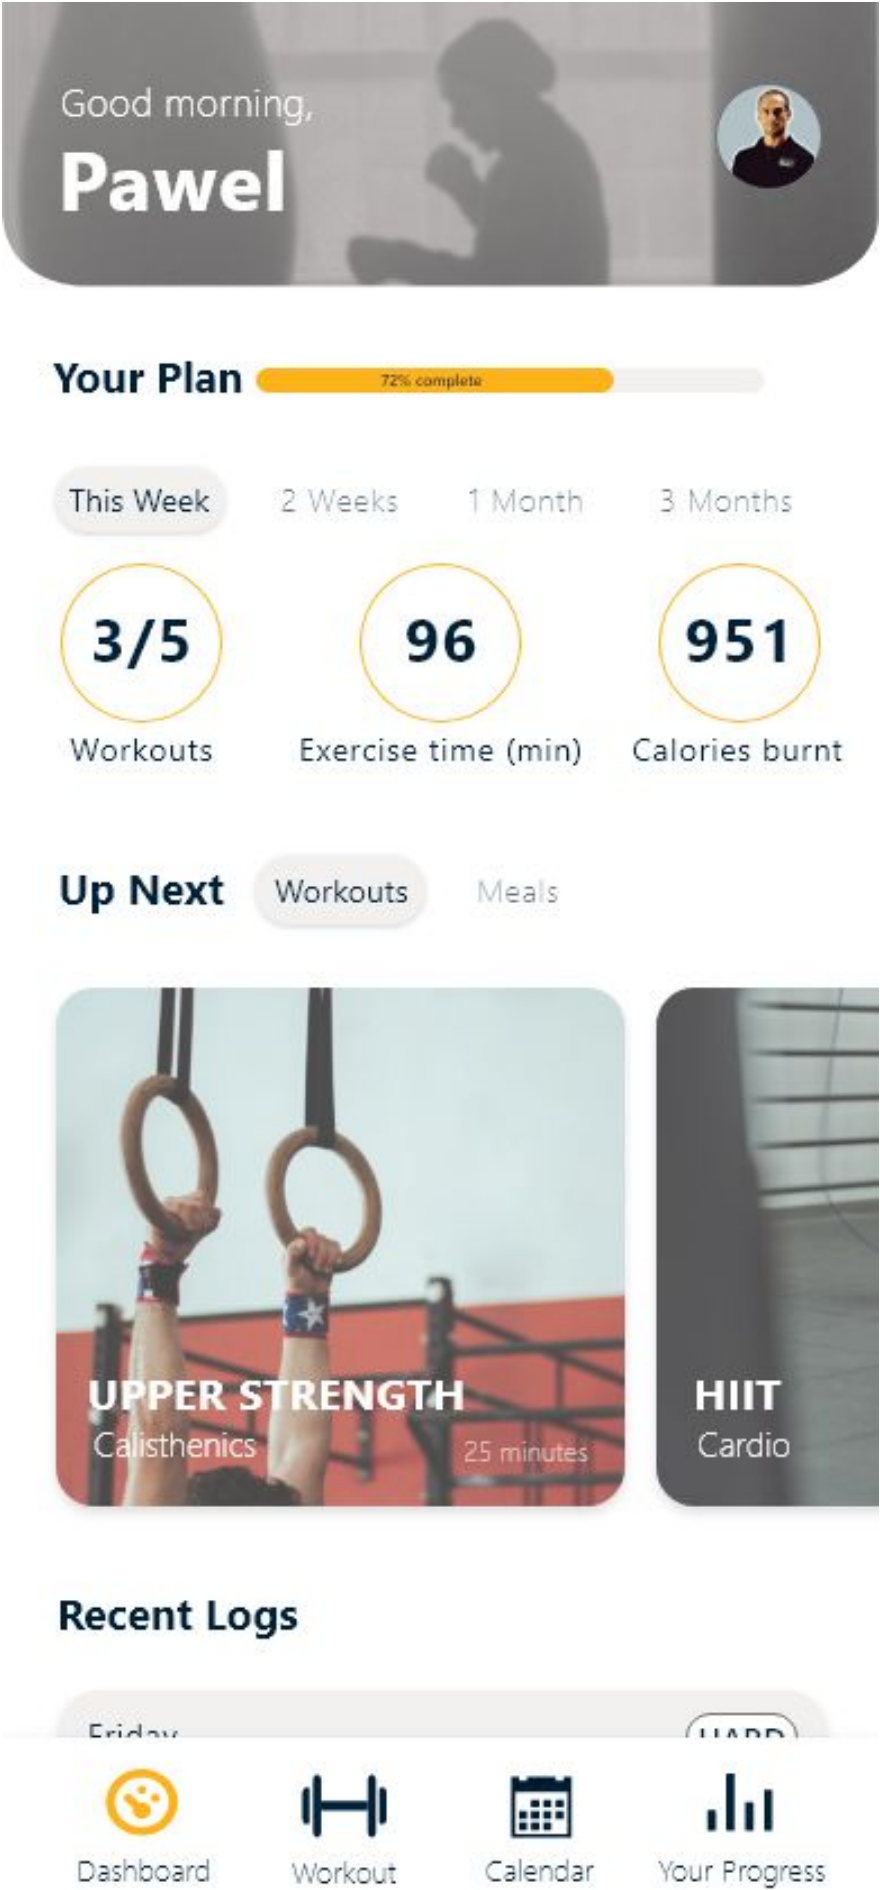 Good morning,
Pawel
Your Plan 72% complete
This Week 2 Weeks 1 Month 3 Months
3/5 96 951
Workouts Exercise time (min) Calories burnt
Up Next Workouts Meals
UPPER STRENGTH
Calisthenics 25 minutes
HIIT
Cardio
Recent Logs
Friday HARD
Dashboard Workout Calendar Your Progress